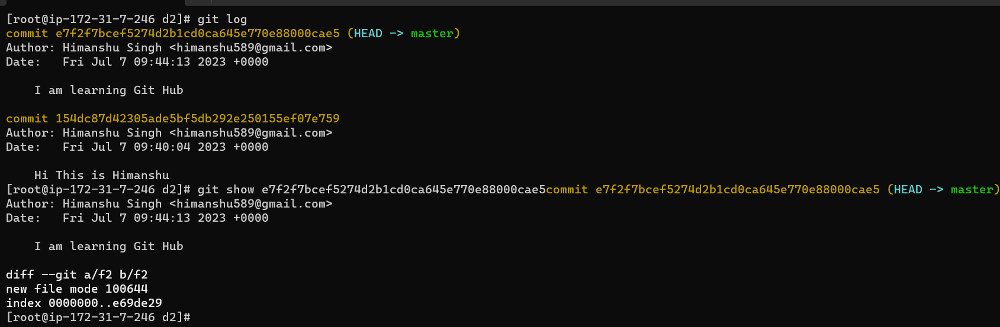 [root@ip-172-31-7-246 d2]# git log
commit e7f2f7bcef5274d2b1cd0ca645e770e88000cae5 (HEAD -> master)
Author: Himanshu Singh <himanshu589@gmail.com>
Date:   Fri Jul 7 09:44:13 2023 +0000
    I am learning Git Hub
commit 154dc87d42305ade5bf5db292e250155ef07e759
Author: Himanshu Singh <himanshu589@gmail.com>
Date:   Fri Jul 7 09:40:04 2023 +0000
    Hi This is Himanshu
[root@ip-172-31-7-246 d2]# git show e7f2f7bcef5274d2b1cd0ca645e770e88000cae5commit e7f2f7bcef5274d2b1cd0ca645e770e88000cae5 (HEAD -> master)
Author: Himanshu Singh <himanshu589@gmail.com>
Date:   Fri Jul 7 09:44:13 2023 +0000
    I am learning Git Hub
diff --git a/f2 b/f2
new file mode 100644
index 0000000..e69de29
[root@ip-172-31-7-246 d2]#